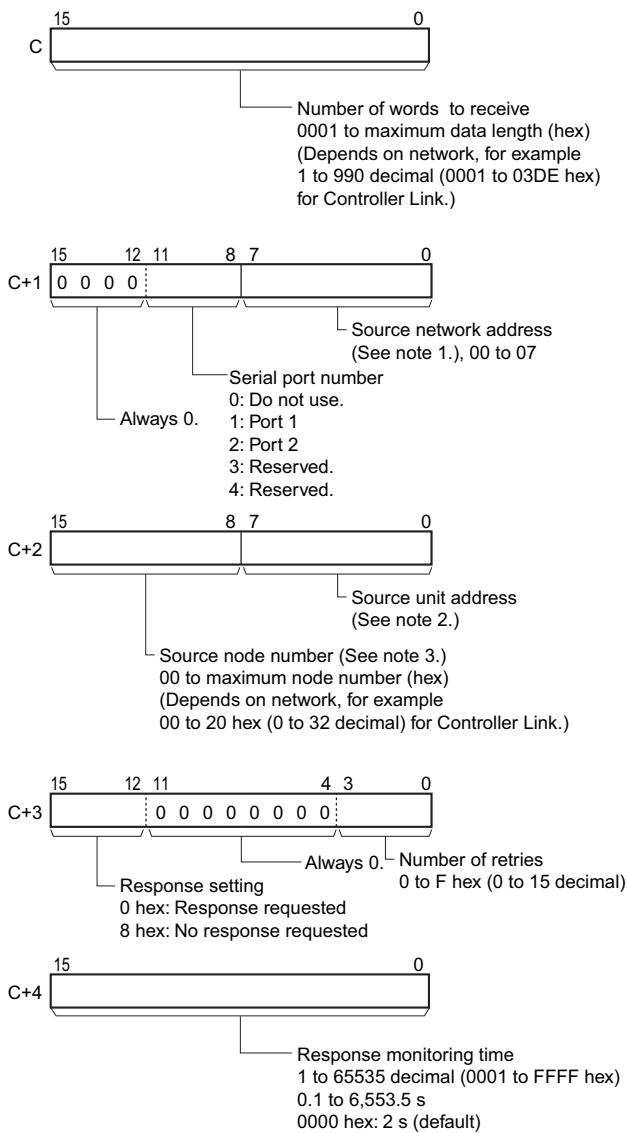 15 0
C
Number of words to receive
0001 to maximum data length (hex)
(Depends on network, for example
1 to 990 decimal (0001 to 03DE hex)
for Controller Link.)
15 12 11 8 7 0
C+1 0 0 0 0
Source network address
(See note 1.), 00 to 07
Serial port number
0: Do not use.
1: Port 1
2: Port 2
3: Reserved.
4: Reserved.
Always 0.
15 8 7 0
C+2
Source unit address
(See note 2.)
Source node number (See note 3.)
00 to maximum node number (hex)
(Depends on network, for example
00 to 20 hex (0 to 32 decimal) for Controller Link.)
15 12 11 4 3 0
C+3 0 0 0 0 0 0 0 0
Always 0.
Number of retries
0 to F hex (0 to 15 decimal)
Response setting
0 hex: Response requested
8 hex: No response requested
15 0
C+4
Response monitoring time
1 to 65535 decimal (0001 to FFFF hex)
0.1 to 6,553.5 s
0000 hex: 2 s (default)